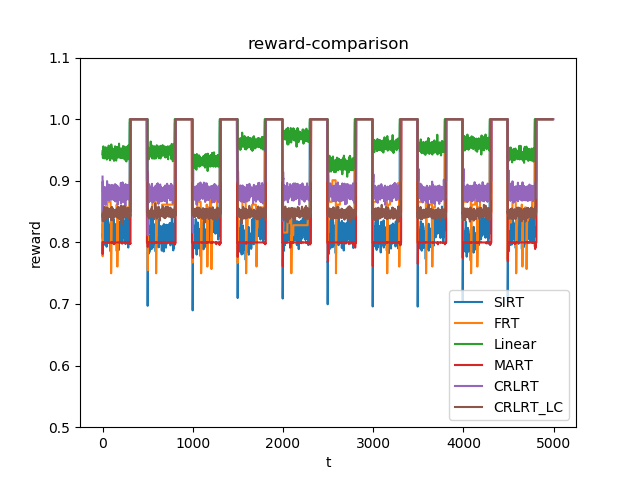 reward-comparison
1.1
1.0
0.9
0.8
0.7
0.6
0.5
reward
0
1000
2000
3000
4000
5000
t
SIRT
FRT
Linear
MART
CRLRT
CRLRT_LC